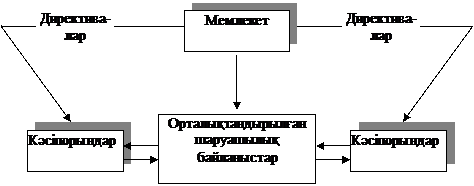 Директива-
лар
Мемлекет
Директива-
лар
Орталықтандырылған
шаруашылық
байланыстар
Кәсіпорындар
Кәсіпорындар